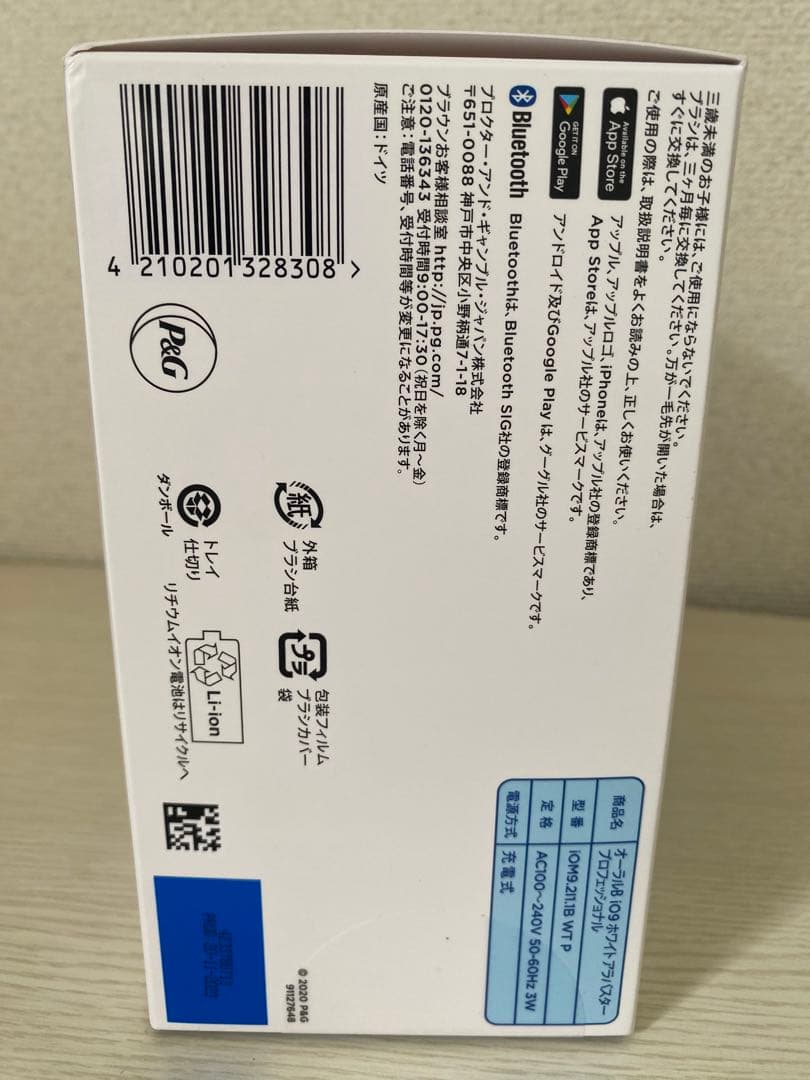 三歳未満のお子様には、ご使用にならないでください。
ブラシは、三ヶ月毎に交換してください。万が一毛先が開いた場合は、
すぐに交換してください。
ご使用の際は、取扱説明書をよくお読みの上、正しくお使いください。
Available on the
App Store
アップル、アップルロゴ、iPhoneは、アップル社の登録商標であり、
App Storeは、アップル社のサービスマークです。
GET IT ON
Google Play
アンドロイド及びGoogle Play は、グーグル社のサービスマークです。
Bluetooth
Bluetoothは、Bluetooth SIG社の登録商標です。
プロクター・アンド・ギャンブル・ジャパン株式会社
〒651-0088 神戸市中央区小野柄通7-1-18
ブラウンお客様相談室 http://jp.pg.com/
0120-136343 受付時間9:00-17:30(祝日を除く月〜金)
ご注意：電話番号、受付時間等が変更になることがあります。
原産国：ドイツ
4 210201 328308 >
P&G
紙
外箱
ブラシ台紙
プラ
包装フィルム
ブラシカバー
袋
トレイ
仕切り
ダンボール
Li-ion
リチウムイオン電池はリサイクルへ
商品名 オーラルB iO9 ホワイトアラバスター
プロフェッショナル
型番 iOM9.2I1.1B WT P
定格 AC100〜240V 50-60Hz 3W
電源方式 充電式
© 2020 P&G
91127648